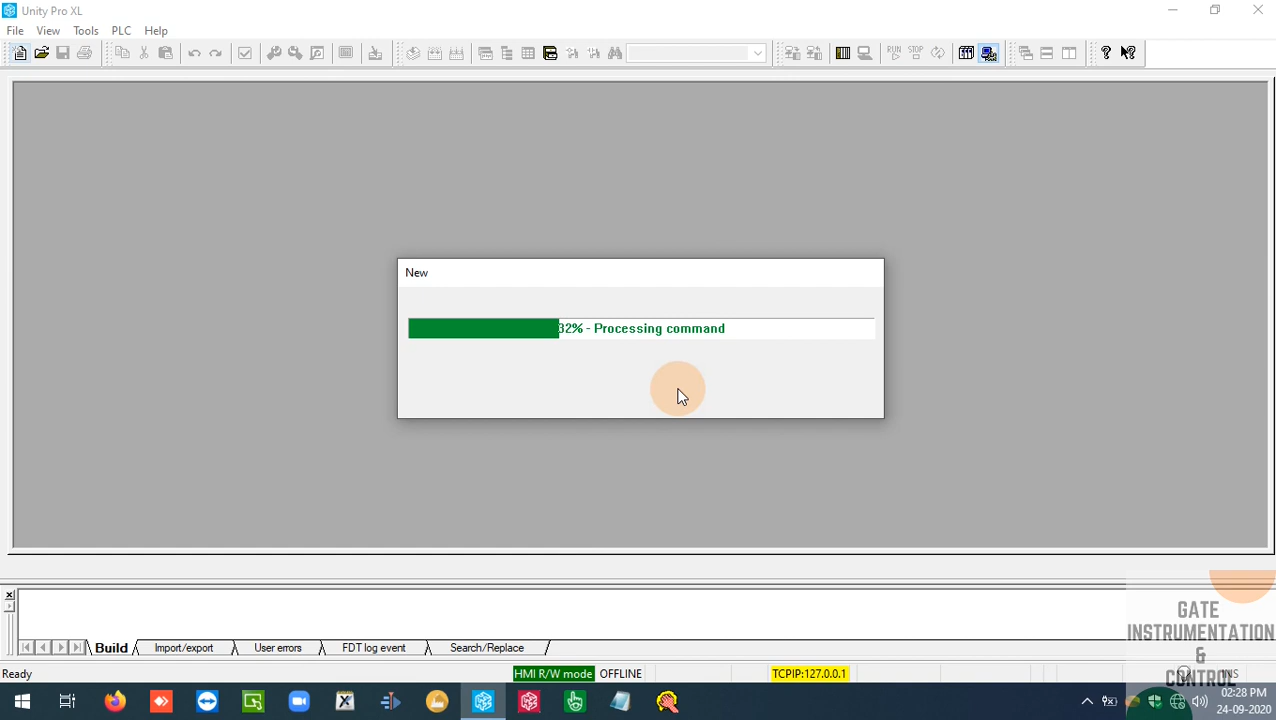 Unity Pro XL
File View Tools PLC Help
RUN STOP
New
32% - Processing command
Build Import/export User errors FDT log event Search/Replace
GATE
INSTRUMENTATION
&
CONTROL
Ready HMI R/W mode OFFLINE TCPIP:127.0.0.1
02:28 PM
24-09-2020